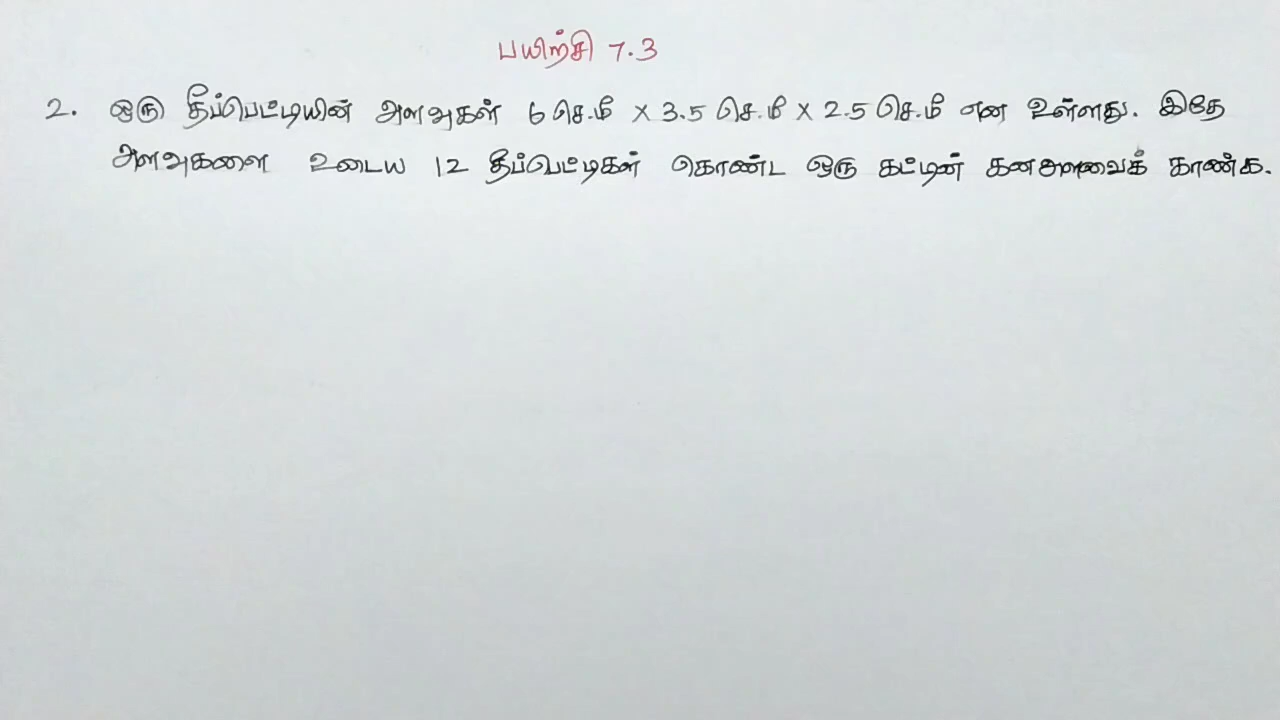 பயிற்சி 7.3
2. ஒரு தீப்பெட்டியின் அளவுகள் 6 செ.மீ x 3.5 செ.மீ x 2.5 செ.மீ என உள்ளது. இதே
அளவுகளை உடைய 12 தீப்பெட்டிகள் கொண்ட ஒரு கட்டின் கனஅளவைக் காண்க.